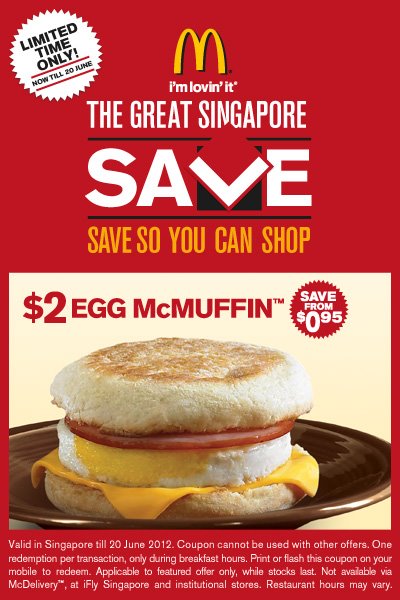 LIMITED
TIME
ONLY!
NOW TILL 20 JUNE
i'm lovin' it®
THE GREAT SINGAPORE
SAVE
SAVE SO YOU CAN SHOP
$2 EGG McMUFFIN™
SAVE
FROM
$0.95
Valid in Singapore till 20 June 2012. Coupon cannot be used with other offers. One
redemption per transaction, only during breakfast hours. Print or flash this coupon on your
mobile to redeem. Applicable to featured offer only, while stocks last. Not available via
McDelivery™, at iFly Singapore and institutional stores. Restaurant hours may vary.